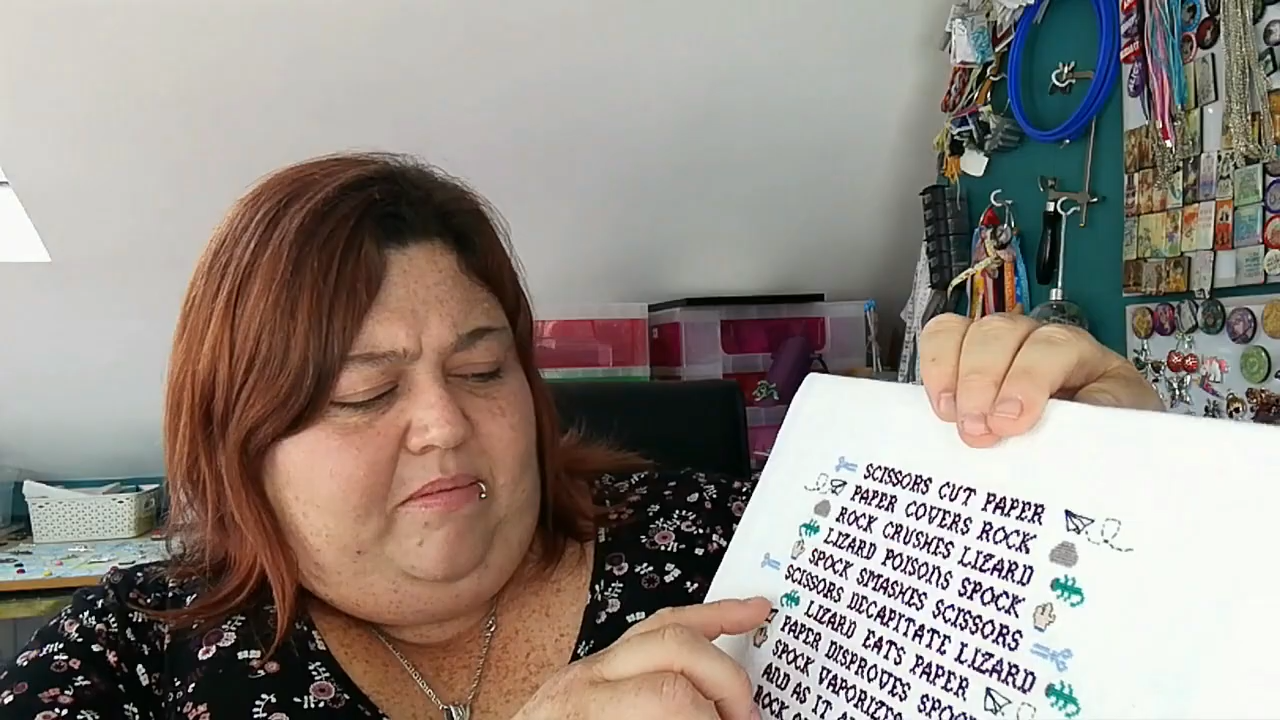 SCISSORS CUT PAPER
PAPER COVERS ROCK
ROCK CRUSHES LIZARD
LIZARD POISONS SPOCK
SPOCK SMASHES SCISSORS
SCISSORS DECAPITATE LIZARD
LIZARD EATS PAPER
PAPER DISPROVES SPOCK
SPOCK VAPORIZES
AND AS IT
ROCK